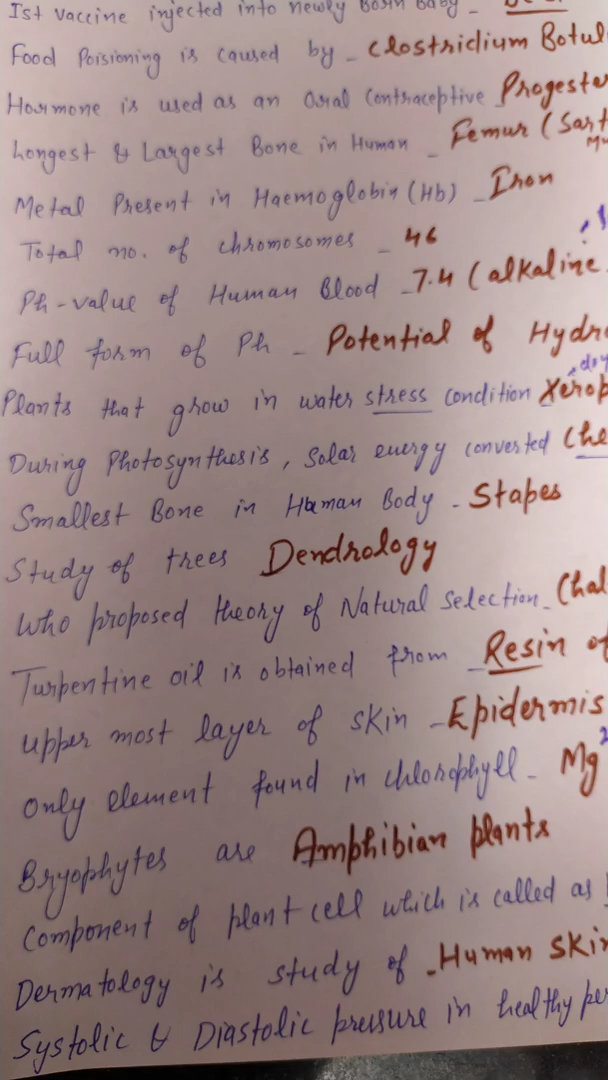 Ist vaccine injected into newly Born Baby -
Food Poisioning is caused by - Clostridium Botul
Hormone is used as an oral contraceptive Progeste
Longest & Largest Bone in Human - Femur (Sart
Metal Present in Haemoglobin (Hb) - Iron
Total no. of chromosomes - 46
Ph-value of Human Blood - 7.4 (alkaline
Full form of Ph - Potential of Hydr
Plants that grow in water stress condition Xerop
During Photosynthesis, solar energy converted Che
Smallest Bone in Human Body - Stapes
Study of trees Dendrology
Who proposed theory of Natural Selection - Chal
Turpentine oil is obtained from - Resin of
Upper most layer of skin - Epidermis
Only element found in chlorophyll - Mg
Bryophytes are Amphibian plants
Component of plant cell which is called as
Dermatology is study of - Human Skin
Systolic & Diastolic pressure in healthy per